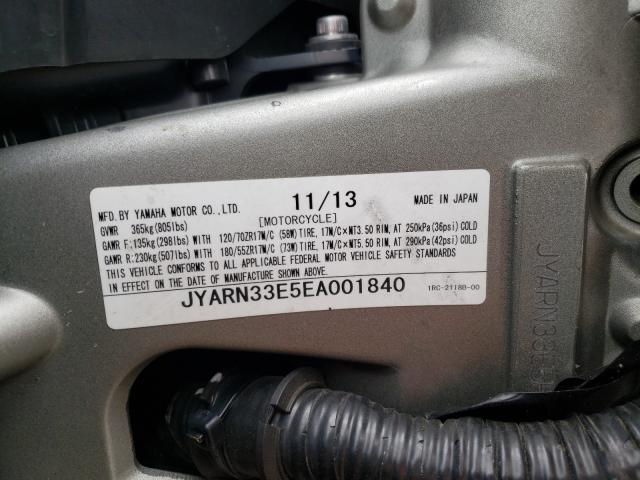 11/13
MFD. BY YAMAHA MOTOR CO., LTD. MADE IN JAPAN
GVWR 365kg(805lbs) [MOTORCYCLE]
GAWR F:135kg(298lbs) WITH 120/70ZR17M/C (58W) TIRE, 17M/C×MT3.50 RIM, AT 250kPa(36psi) COLD
GAWR R:230kg(507lbs) WITH 180/55ZR17M/C (73W) TIRE, 17M/C×MT5.50 RIM, AT 290kPa(42psi) COLD
THIS VEHICLE CONFORMS TO ALL APPLICABLE FEDERAL MOTOR VEHICLE SAFETY STANDARDS
IN EFFECT ON THE DATE OF MANUFACTURE SHOWN ABOVE.
JYARN33E5EA001840 1RC-2118B-00
JYARN33E